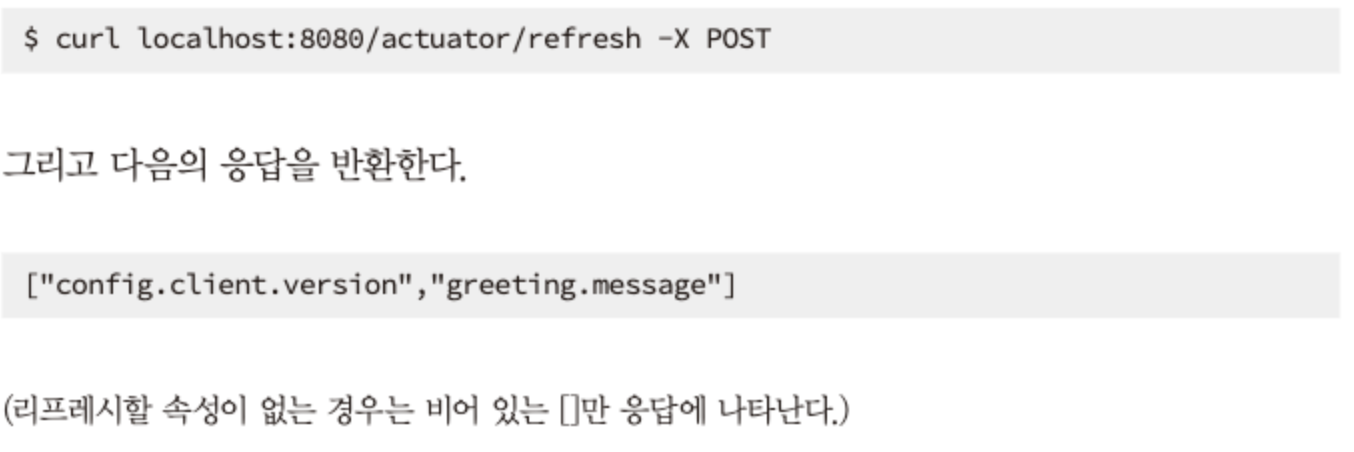 $ curl localhost:8080/actuator/refresh -X POST
그리고 다음의 응답을 반환한다.
["config.client.version","greeting.message"]
(리프레시할 속성이 없는 경우는 비어 있는 []만 응답에 나타난다.)